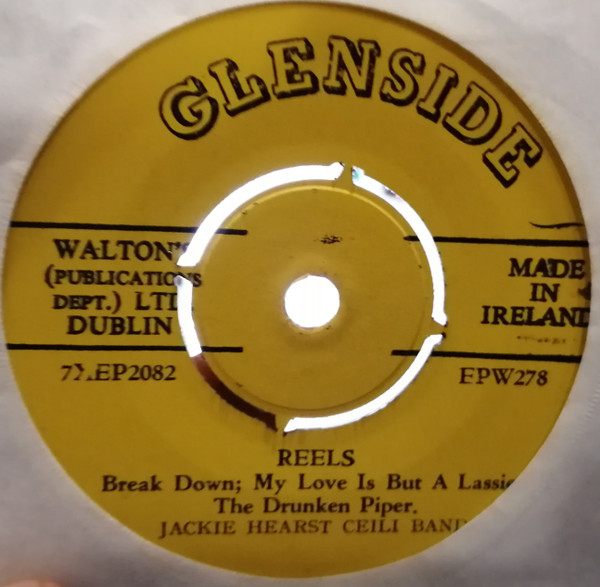 GLENSIDE
WALTON'S
(PUBLICATIONS
DEPT.) LTD
DUBLIN
MADE
IN
IRELAND
7XEP2082
EPW278
REELS
Break Down; My Love Is But A Lassie
The Drunken Piper.
JACKIE HEARST CEILI BAND